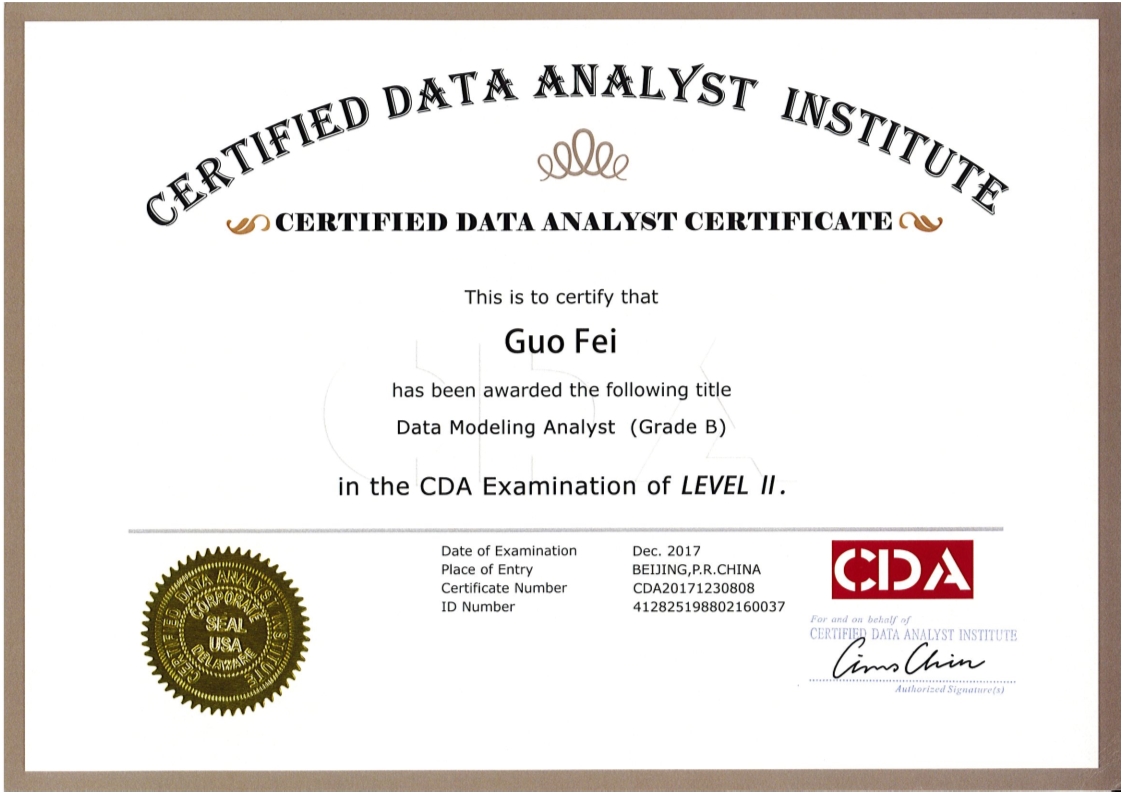 CERTIFIED DATA ANALYST INSTITUTE
CERTIFIED DATA ANALYST CERTIFICATE
This is to certify that
Guo Fei
has been awarded the following title
Data Modeling Analyst (Grade B)
in the CDA Examination of LEVEL II.
Date of Examination Dec. 2017
Place of Entry BEIJING,P.R.CHINA
Certificate Number CDA20171230808
ID Number 412825198802160037
CERTIFIED DATA ANALYST INSTITUTE
CORPORATE
SEAL
USA
DELAWARE
CDA
For and on behalf of
CERTIFIED DATA ANALYST INSTITUTE
Authorized Signature(s)